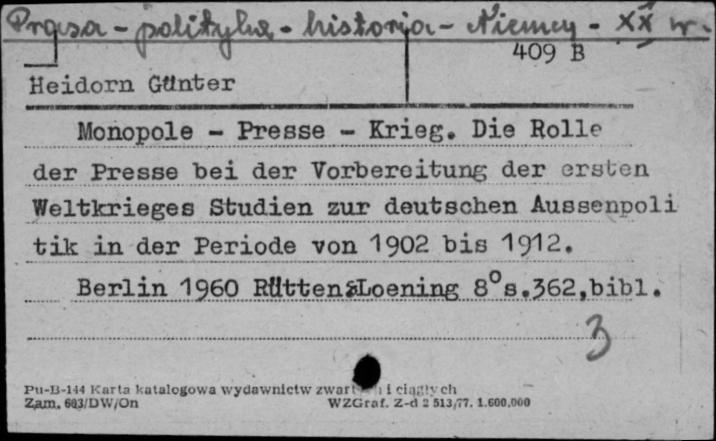 Prasa - polityka - historia - Niemcy - XX w.
409 B
Heidorn Günter
Monopole - Presse - Krieg. Die Rolle
der Presse bei der Vorbereitung der ersten
Weltkrieges Studien zur deutschen Aussenpoli
tik in der Periode von 1902 bis 1912.
Berlin 1960 Rütten&Loening 8° s.362,bibl.
3
Pu-B-144 Karta katalogowa wydawnictw i ciągłych
Zam. 603/DW/On WZGraf. Z-d 2 513/77. 1.600.000